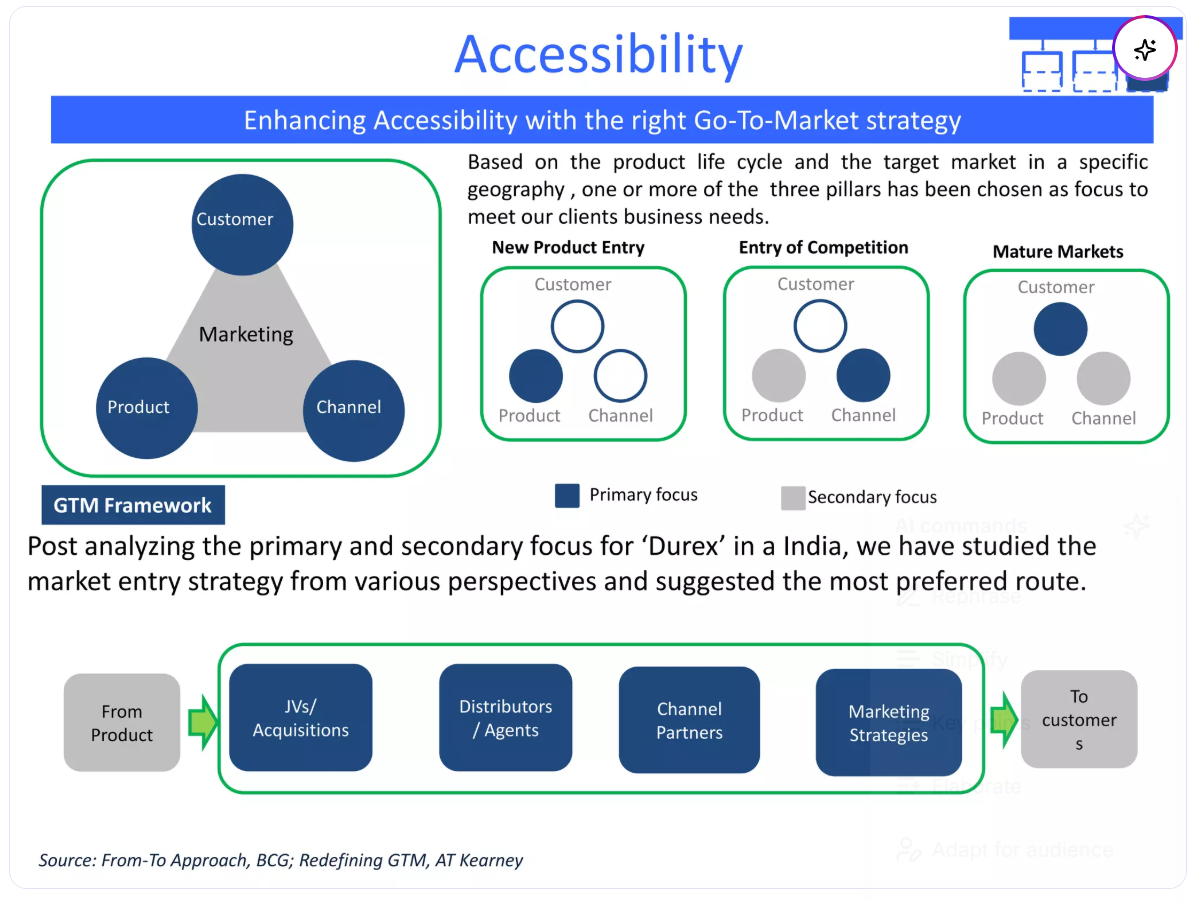 Accessibility
Enhancing Accessibility with the right Go-To-Market strategy
Customer
Marketing
Product
Channel
GTM Framework
Based on the product life cycle and the target market in a specific
geography , one or more of the three pillars has been chosen as focus to
meet our clients business needs.
New Product Entry
Customer
Product
Channel
Entry of Competition
Customer
Product
Channel
Mature Markets
Customer
Product
Channel
Primary focus
Secondary focus
Post analyzing the primary and secondary focus for ‘Durex’ in a India, we have studied the
market entry strategy from various perspectives and suggested the most preferred route.
AI commands
Rephrase
Simplify
Key points
Elaborate
Adapt for audience
From
Product
JVs/
Acquisitions
Distributors
/ Agents
Channel
Partners
Marketing
Strategies
To
customer
s
Source: From-To Approach, BCG; Redefining GTM, AT Kearney